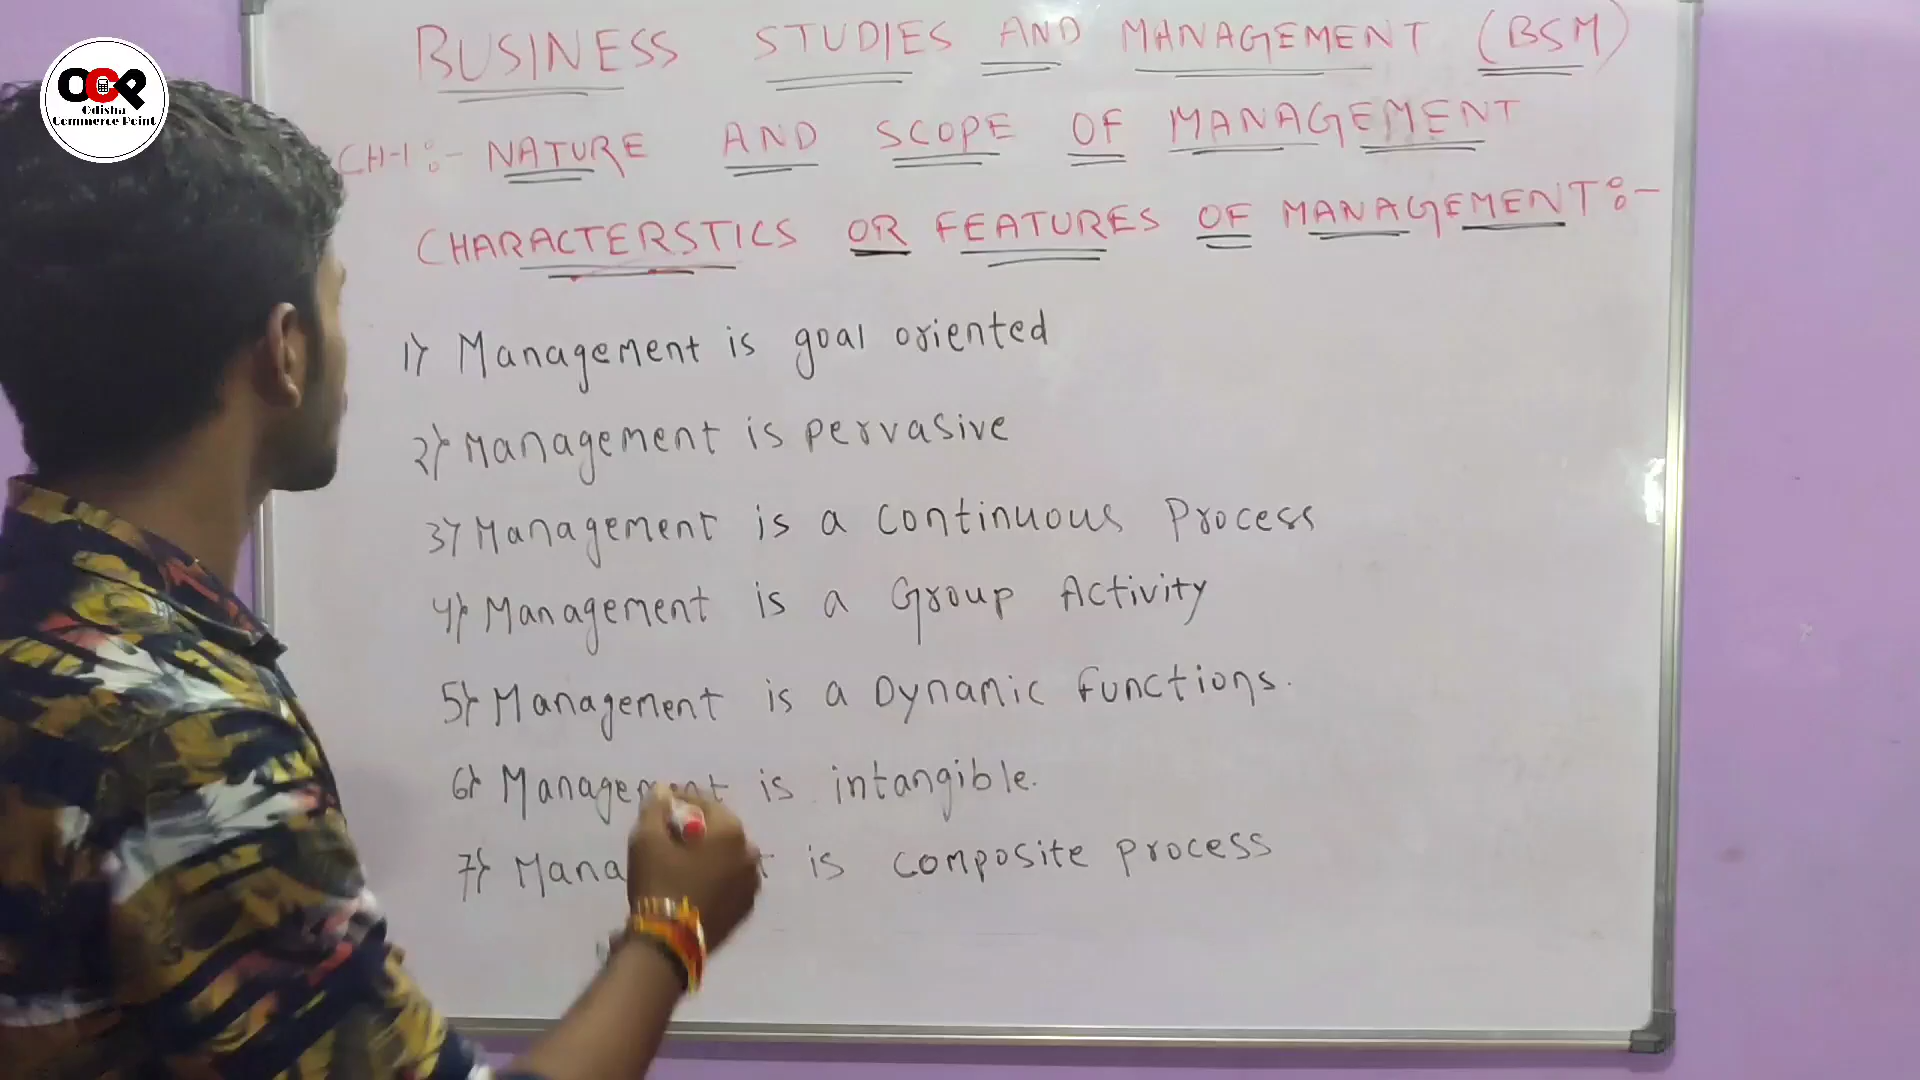 OCP
Odisha
Commerce Point
BUSINESS STUDIES AND MANAGEMENT (BSM)
CH-1:- NATURE AND SCOPE OF MANAGEMENT
CHARACTERSTICS OR FEATURES OF MANAGEMENT:-
1) Management is goal oriented
2) Management is pervasive
3) Management is a continuous Process
4) Management is a Group Activity
5) Management is a Dynamic functions.
6) Management is intangible.
7) Mana t is composite process